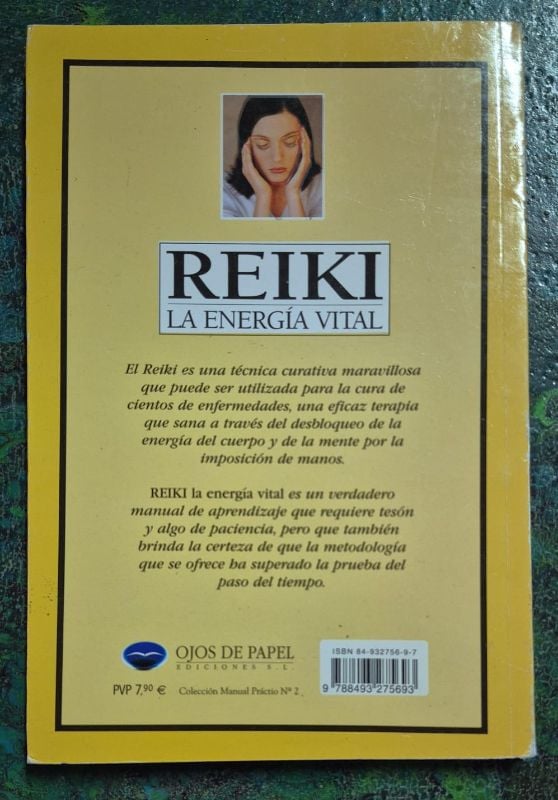 REIKI
LA ENERGÍA VITAL
El Reiki es una técnica curativa maravillosa
que puede ser utilizada para la cura de
cientos de enfermedades, una eficaz terapia
que sana a través del desbloqueo de la
energía del cuerpo y de la mente por la
imposición de manos.
REIKI la energía vital es un verdadero
manual de aprendizaje que requiere tesón
y algo de paciencia, pero que también
brinda la certeza de que la metodología
que se ofrece ha superado la prueba del
paso del tiempo.
OJOS DE PAPEL
EDICIONES S.L.
PVP 7,90 €
Colección Manual Práctio Nº 2
ISBN 84-932756-9-7
9 788493 275693